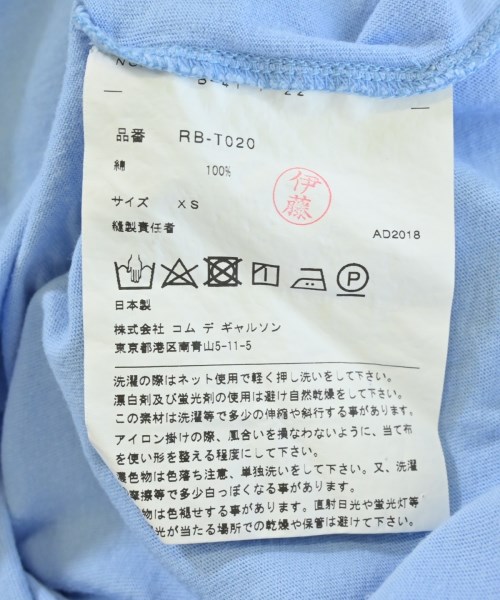 品番 RB-T020
綿 100%
伊藤
サイズ XS
縫製責任者
AD2018
P
日本製
株式会社 コム デ ギャルソン
東京都港区南青山5-11-5
洗濯の際はネット使用で軽く押し洗いをして下さい。
漂白剤及び蛍光剤の使用は避け自然乾燥をして下さい。
この素材は洗濯等で多少の伸縮や斜行する事があります。
アイロン掛けの際、風合いを損なわないように、当て布
を使い形を整える程度にして下さい。
色物は色落ち注意、単独洗いをして下さい。又、洗濯
摩擦等で多少白っぽくなる事があります。
物は色褪せする事があります。直射日光や蛍光灯等
光が当たる場所での乾燥や保管は避けて下さい。